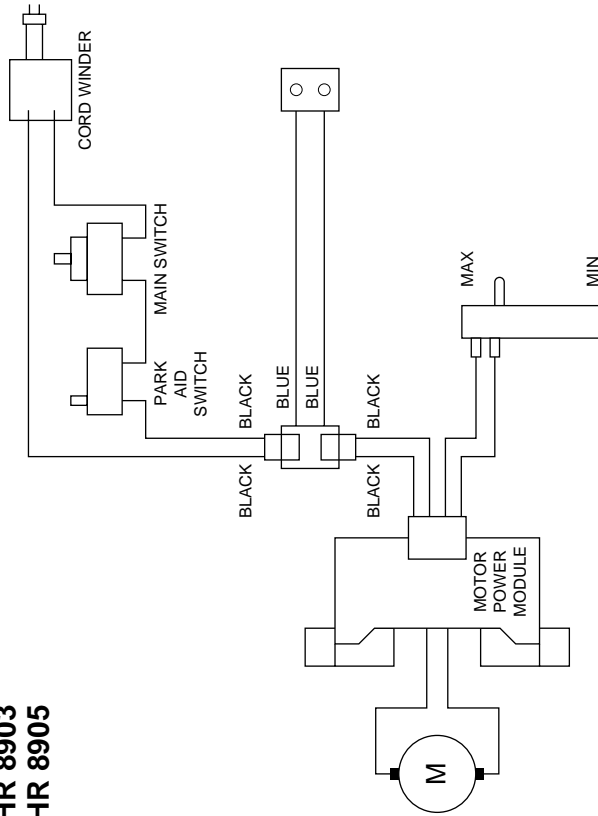 HR 8903
HR 8905
CORD WINDER
MAIN SWITCH
PARK
AID
SWITCH
BLACK
BLACK
BLUE
BLUE
BLACK
BLACK
M
MOTOR
POWER
MODULE
MAX
MIN